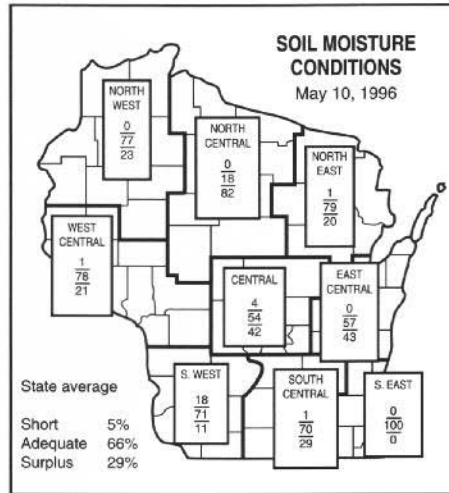 SOIL MOISTURE
CONDITIONS
May 10, 1996
NORTH
WEST
0
77
23
NORTH
CENTRAL
0
18
82
NORTH
EAST
1
79
20
WEST
CENTRAL
1
78
21
CENTRAL
4
54
42
EAST
CENTRAL
0
57
43
S. WEST
18
71
11
SOUTH
CENTRAL
1
70
29
S. EAST
0
100
0
State average
Short 5%
Adequate 66%
Surplus 29%